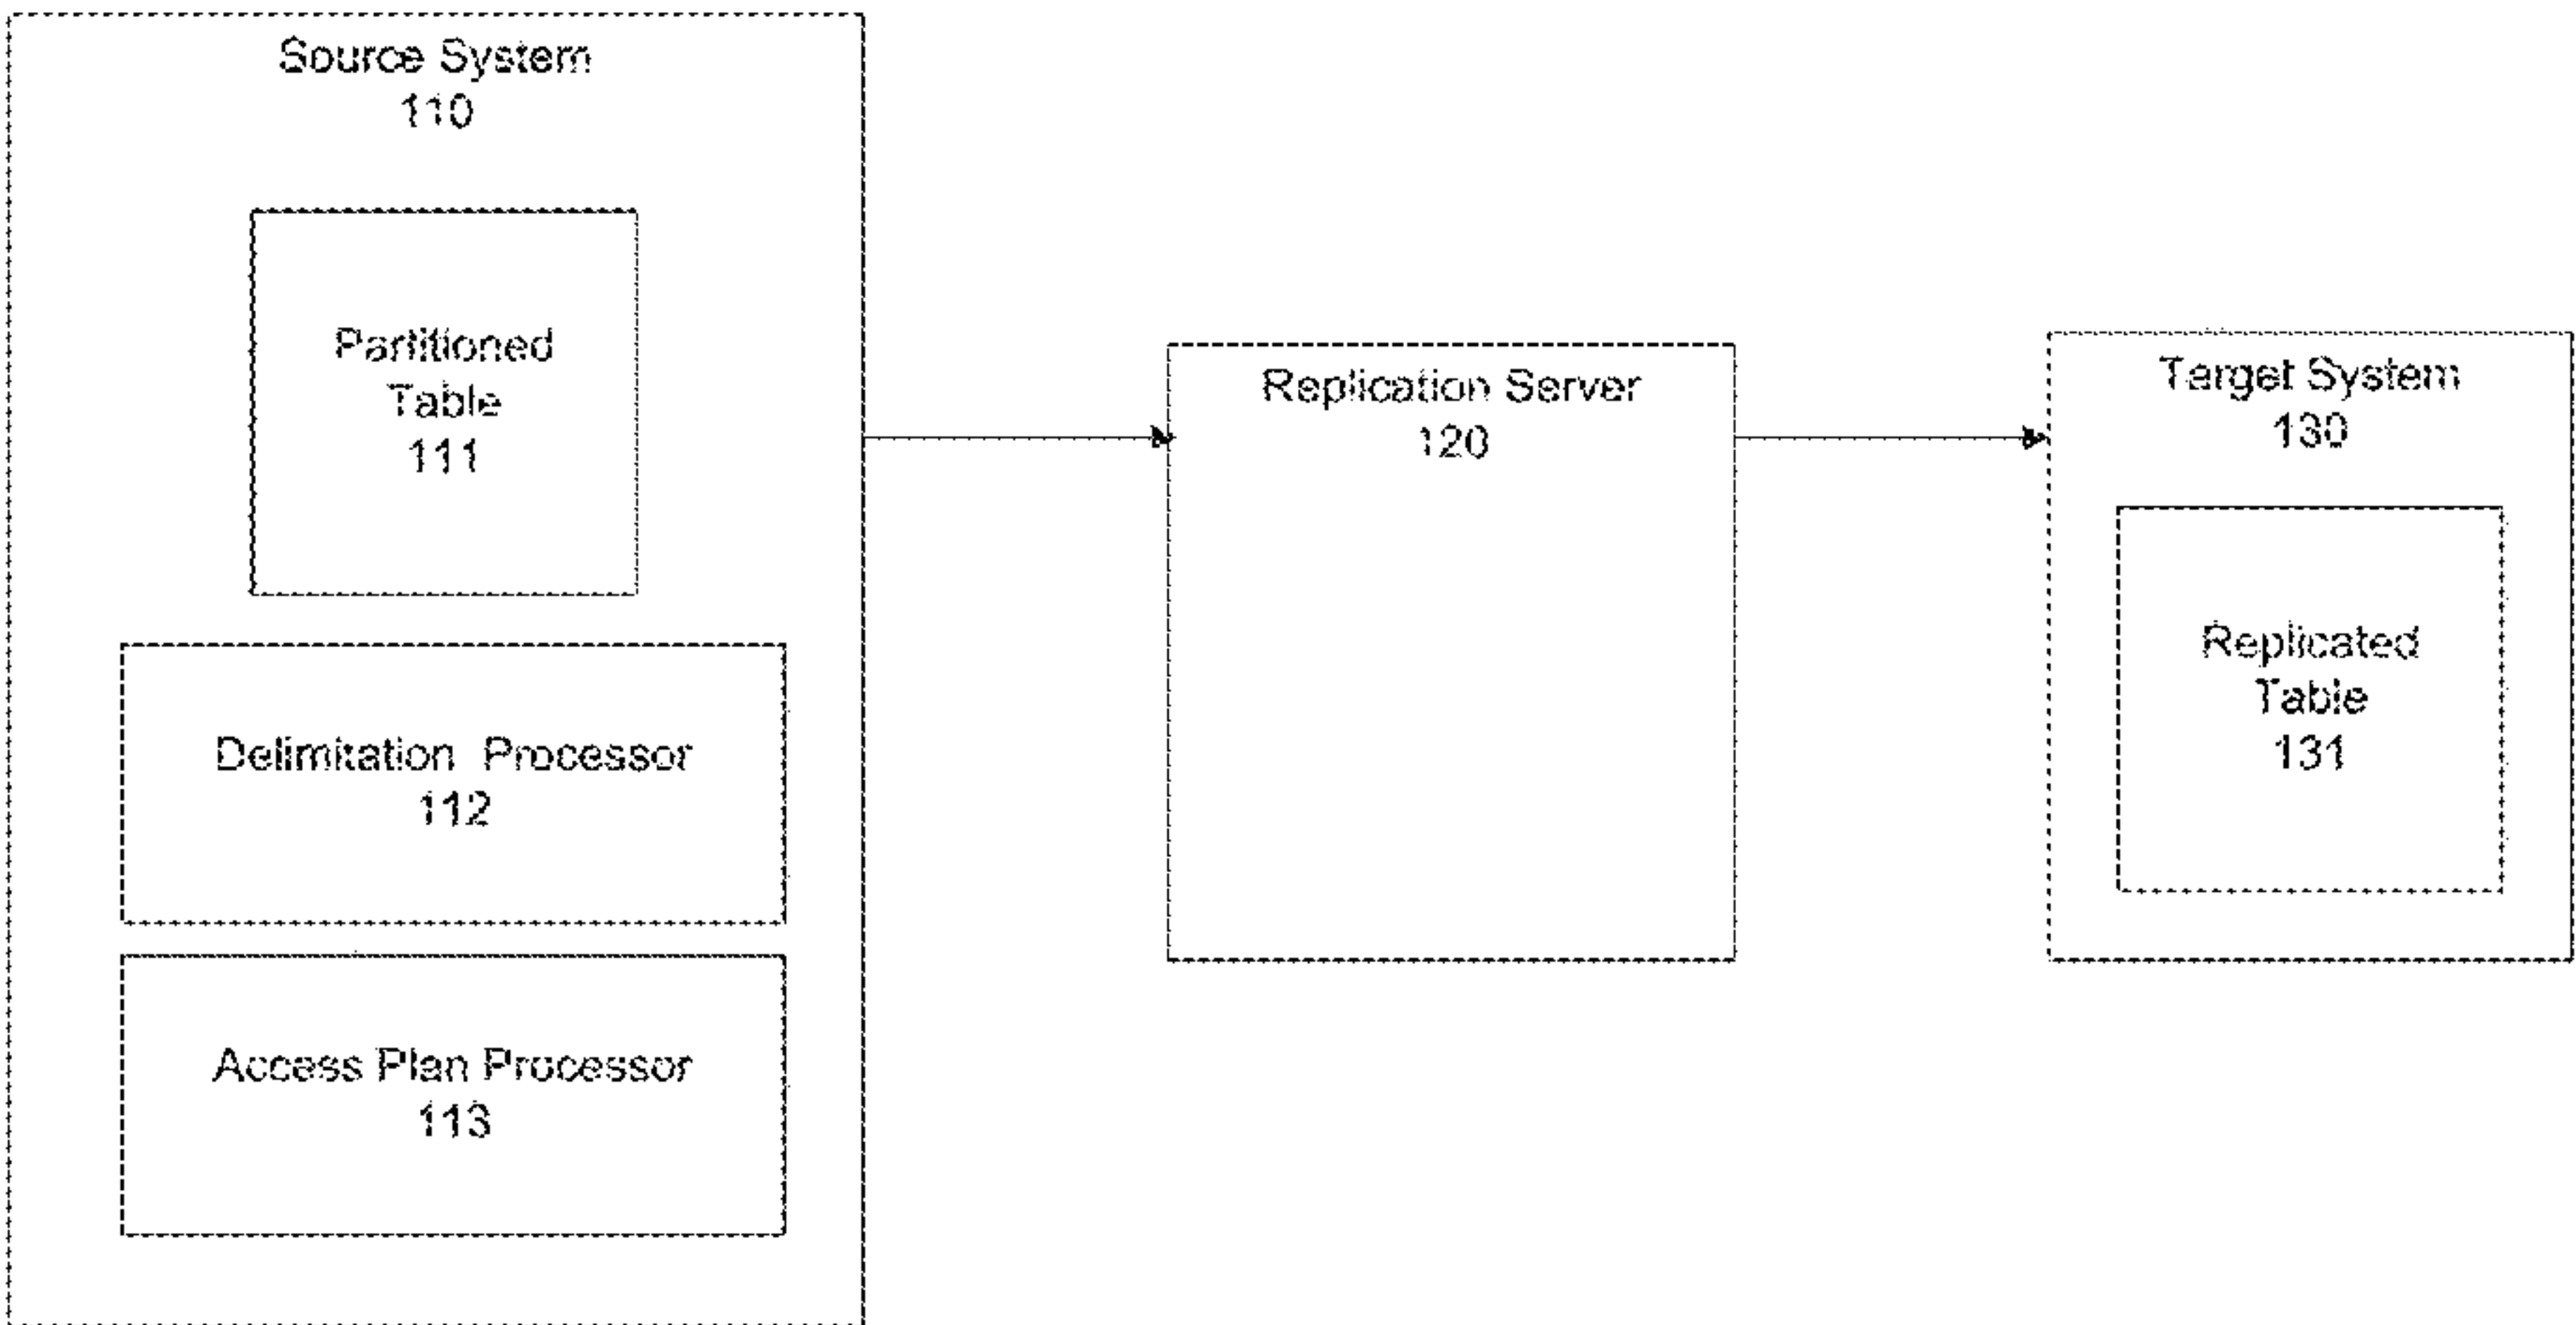 Source System
110
Partitioned
Table
111
Delimitation Processor
112
Access Plan Processor
113
Replication Server
120
Target System
130
Replicated
Table
131